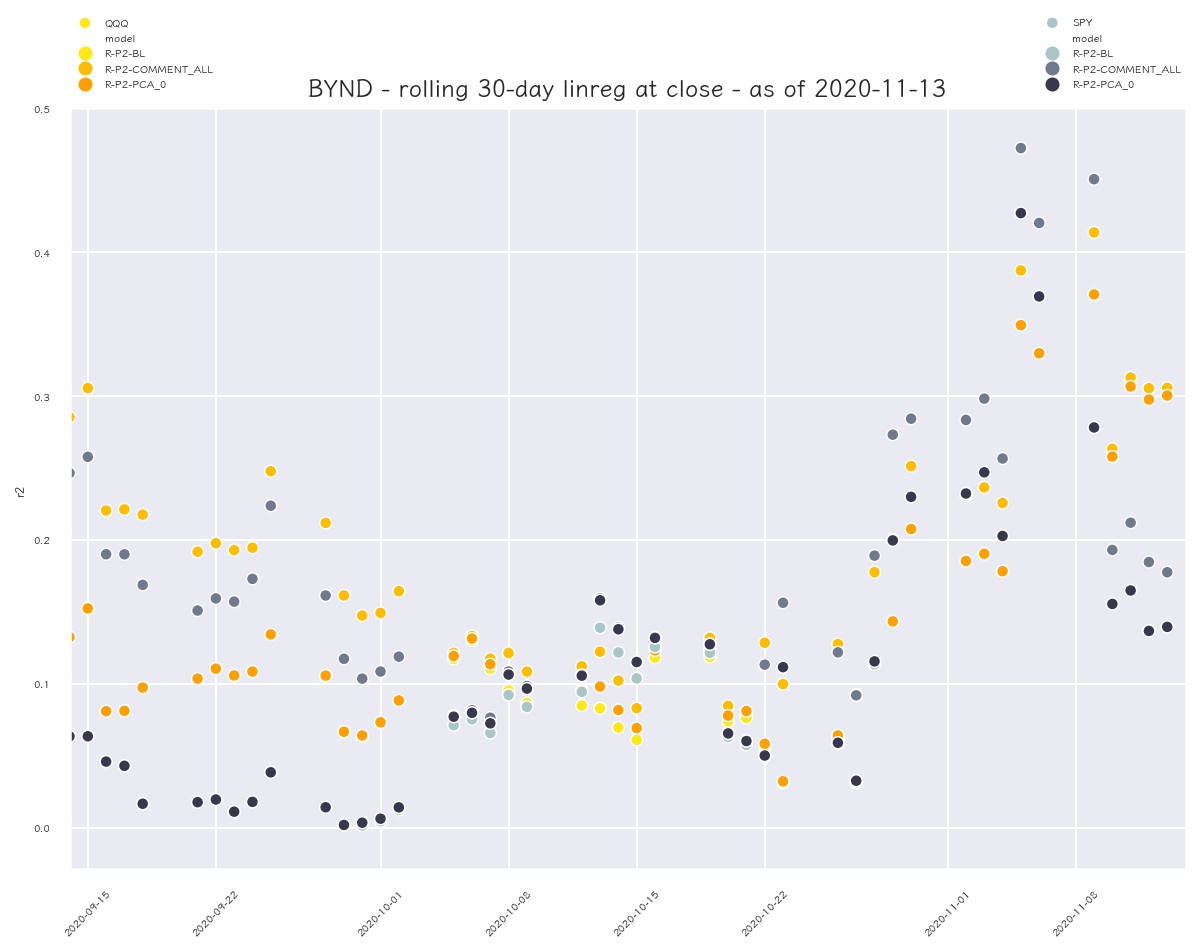 QQQ
model
R-P2-BL
R-P2-COMMENT_ALL
R-P2-PCA_0
SPY
model
R-P2-BL
R-P2-COMMENT_ALL
R-P2-PCA_0
BYND - rolling 30-day linreg at close - as of 2020-11-13
0.5
0.4
0.3
0.2
0.1
0.0
r2
2020-09-15
2020-09-22
2020-10-01
2020-10-08
2020-10-15
2020-10-22
2020-11-01
2020-11-08